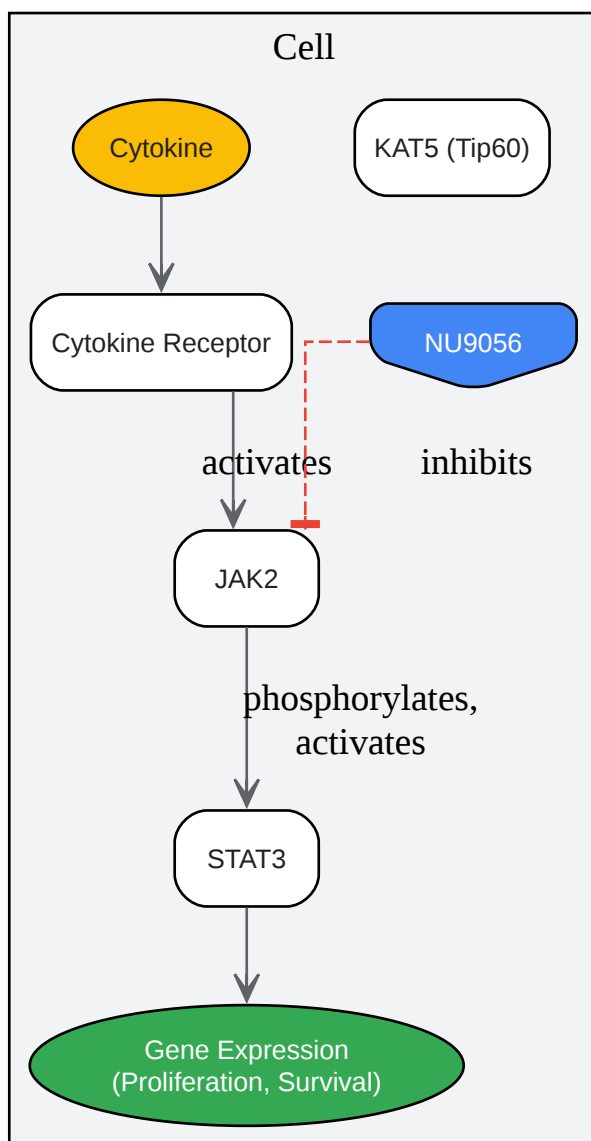 Cell
Cytokine
KAT5 (Tip60)
Cytokine Receptor
NU9056
activates
inhibits
JAK2
phosphorylates,
activates
STAT3
Gene Expression
(Proliferation, Survival)